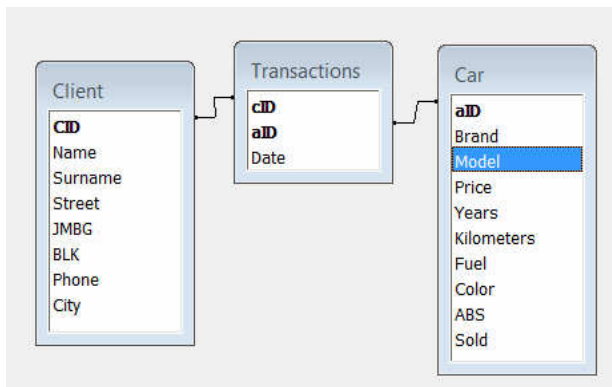 Client
CID
Name
Surname
Street
JMBG
BLK
Phone
City
Transactions
cID
aID
Date
Car
aID
Brand
Model
Price
Years
Kilometers
Fuel
Color
ABS
Sold